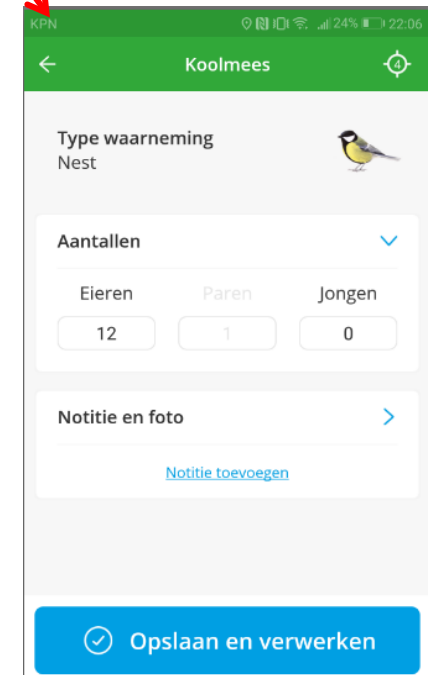 KPN 24% 22:06
Koolmees 4
Type waarneming
Nest
Aantallen
Eieren Paren Jongen
12 1 0
Notitie en foto
Notitie toevoegen
Opslaan en verwerken